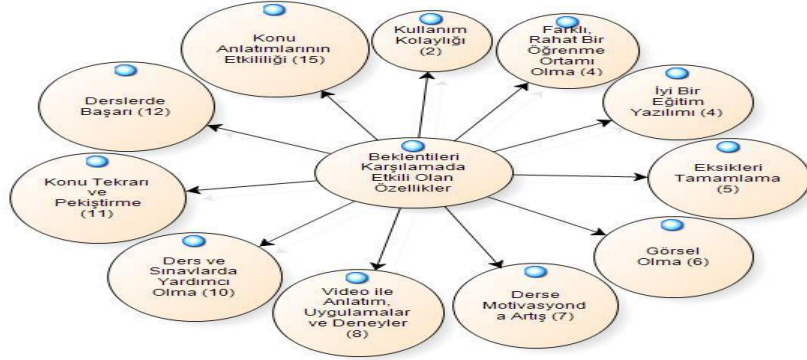 Konu
Anlatımlarının
Etkililiği (15)
Kullanım
Kolaylığı
(2)
Farklı,
Rahat Bir
Öğrenme
Ortamı
Olma (4)
İyi Bir
Eğitim
Yazılımı (4)
Eksikleri
Tamamlama
(5)
Görsel
Olma (6)
Derse
Motivasyond
a Artış (7)
Video ile
Anlatım,
Uygulamalar
ve Deneyler
(8)
Ders ve
Sınavlarda
Yardımcı
Olma (10)
Konu Tekrarı
ve
Pekiştirme
(11)
Derslerde
Başarı (12)
Beklentileri
Karşılamada
Etkili Olan
Özellikler